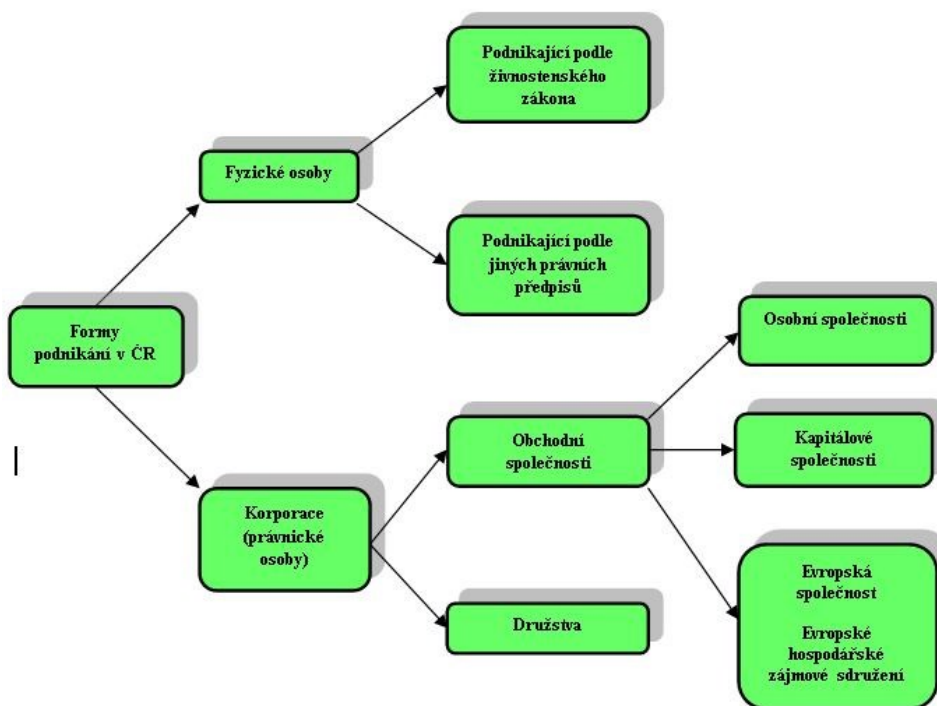 Podnikající podle
živnostenského
zákona
Fyzické osoby
Podnikající podle
jiných právních
předpisů
Formy
podnikání v ČR
Osobní společnosti
Obchodní
společnosti
Kapitálové
společnosti
Korporace
(právnické
osoby)
Družstva
Evropská
společnost
Evropské
hospodářské
zájmové sdružení